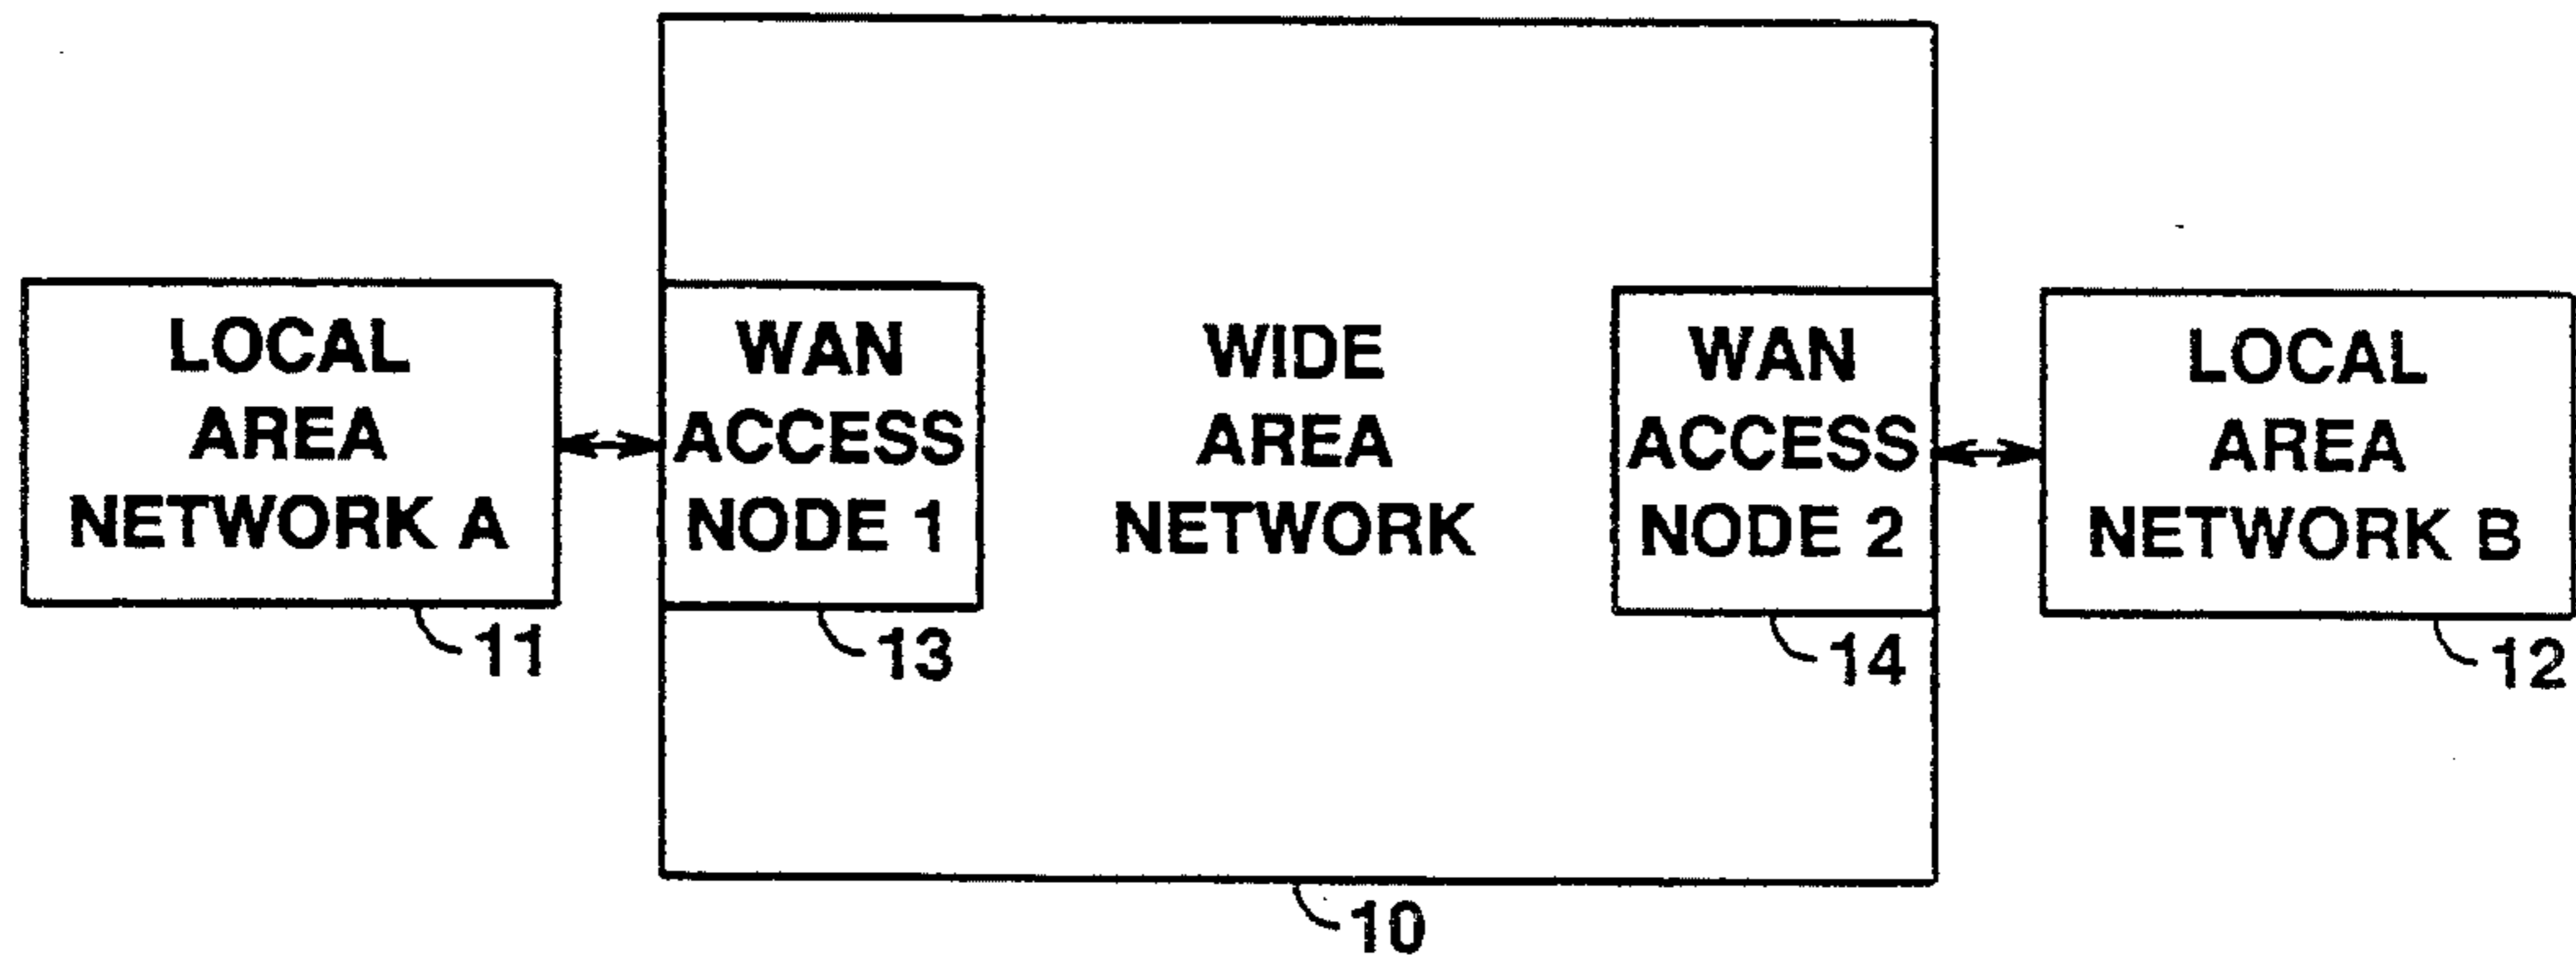 LOCAL
AREA
NETWORK A
11
WAN
ACCESS
NODE 1
13
WIDE
AREA
NETWORK
10
WAN
ACCESS
NODE 2
14
LOCAL
AREA
NETWORK B
12